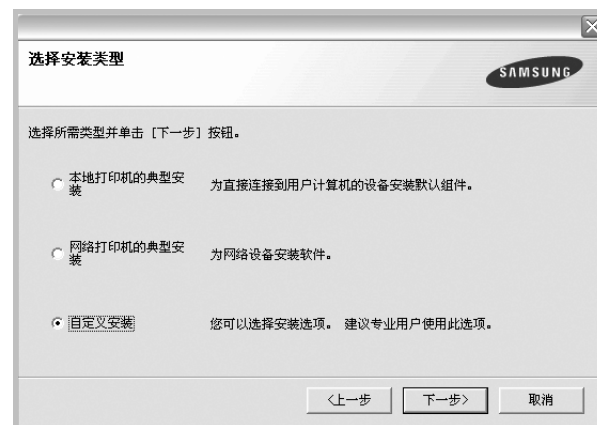 选择安装类型
SAMSUNG
选择所需类型并单击 [下一步] 按钮。
本地打印机的典型安
装
为直接连接到用户计算机的设备安装默认组件。
网络打印机的典型安
装
为网络设备安装软件。
自定义安装
您可以选择安装选项。 建议专业用户使用此选项。
<上一步
下一步>
取消